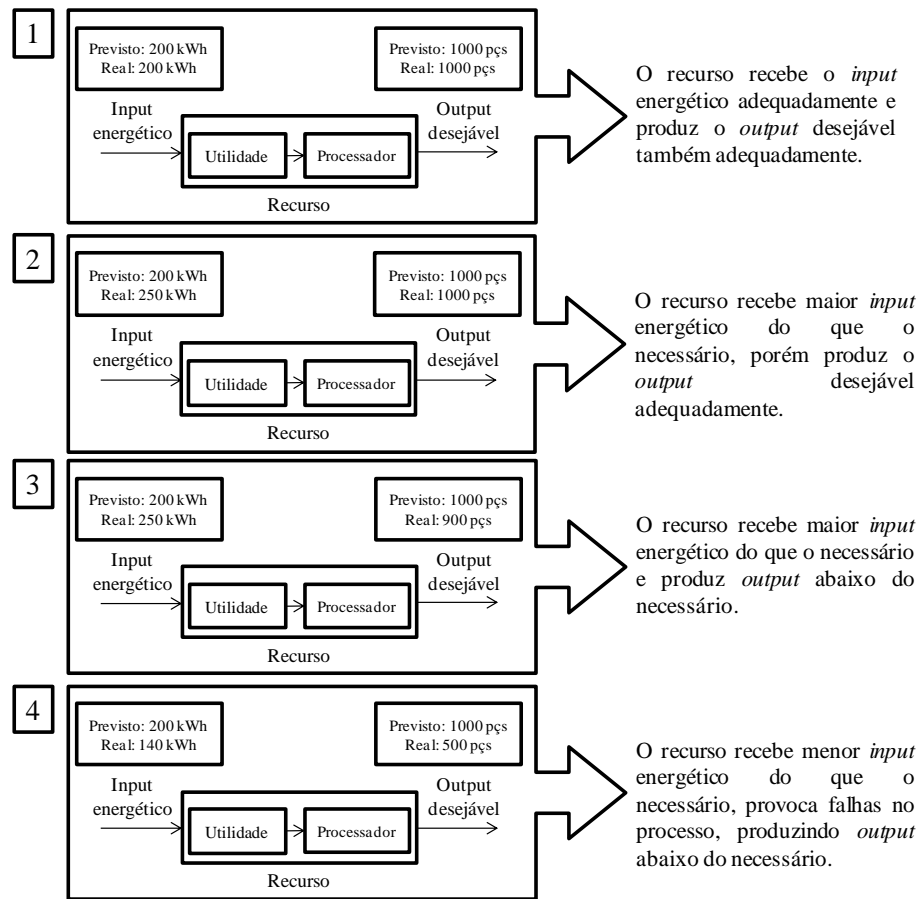 1
Previsto: 200 kWh
Real: 200 kWh
Previsto: 1000 pçs
Real: 1000 pçs
Input
energético
Output
desejável
Utilidade
Processador
Recurso
O recurso recebe o input
energético adequadamente e
produz o output desejável
também adequadamente.
2
Previsto: 200 kWh
Real: 250 kWh
Previsto: 1000 pçs
Real: 1000 pçs
Input
energético
Output
desejável
Utilidade
Processador
Recurso
O recurso recebe maior input
energético do que o
necessário, porém produz o
output desejável
adequadamente.
3
Previsto: 200 kWh
Real: 250 kWh
Previsto: 1000 pçs
Real: 900 pçs
Input
energético
Output
desejável
Utilidade
Processador
Recurso
O recurso recebe maior input
energético do que o necessário
e produz output abaixo do
necessário.
4
Previsto: 200 kWh
Real: 140 kWh
Previsto: 1000 pçs
Real: 500 pçs
Input
energético
Output
desejável
Utilidade
Processador
Recurso
O recurso recebe menor input
energético do que o
necessário, provoca falhas no
processo, produzindo output
abaixo do necessário.